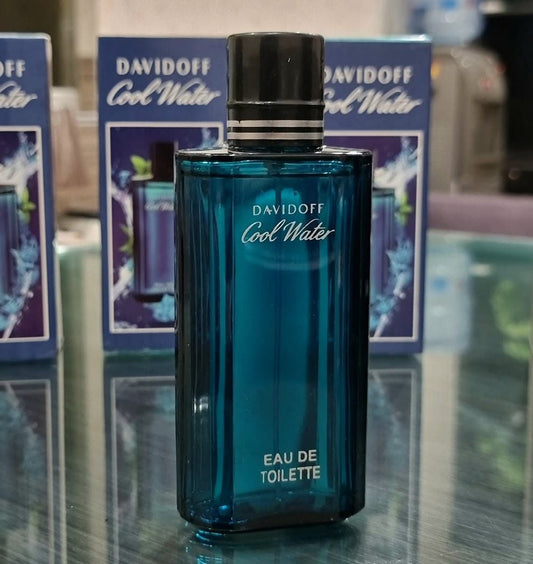 DAVIDOFF
Cool Water
DAVIDOFF
Cool Water
DAVIDOFF
Cool Water
EAU DE
TOILETTE